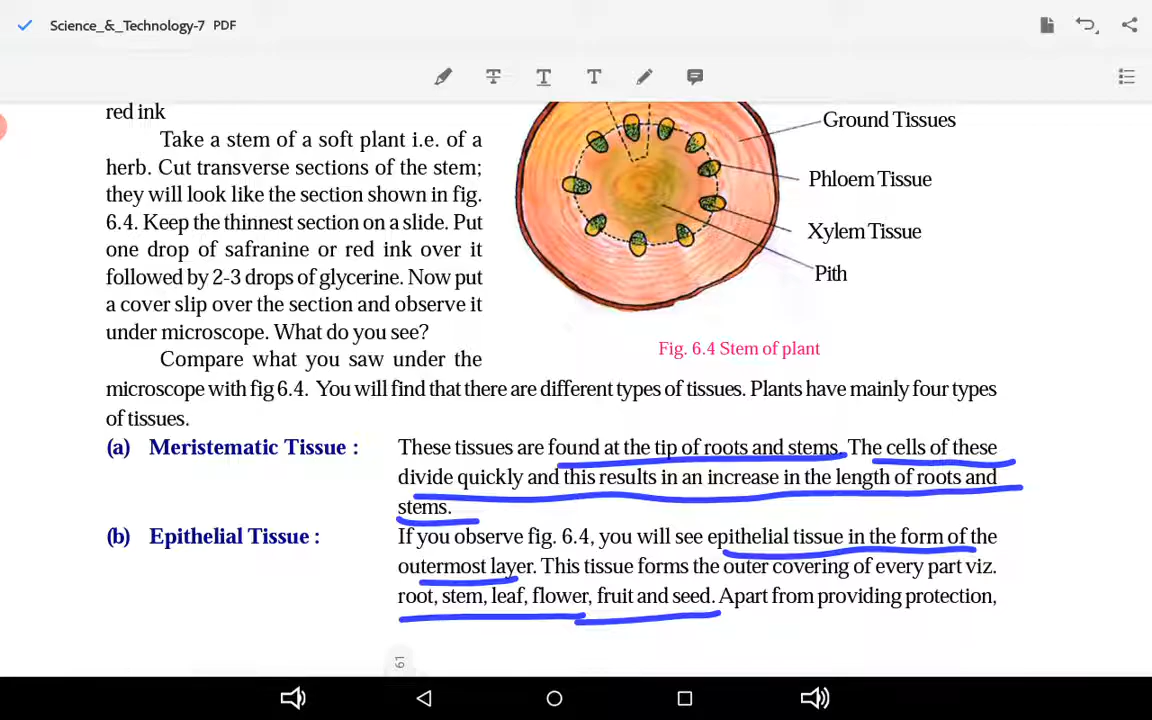 Science_&_Technology-7 PDF
red ink
Take a stem of a soft plant i.e. of a
herb. Cut transverse sections of the stem;
they will look like the section shown in fig.
6.4. Keep the thinnest section on a slide. Put
one drop of safranine or red ink over it
followed by 2-3 drops of glycerine. Now put
a cover slip over the section and observe it
under microscope. What do you see?
Compare what you saw under the
microscope with fig 6.4. You will find that there are different types of tissues. Plants have mainly four types
of tissues.
Ground Tissues
Phloem Tissue
Xylem Tissue
Pith
Fig. 6.4 Stem of plant
(a) Meristematic Tissue : These tissues are found at the tip of roots and stems. The cells of these
divide quickly and this results in an increase in the length of roots and
stems.
(b) Epithelial Tissue : If you observe fig. 6.4, you will see epithelial tissue in the form of the
outermost layer. This tissue forms the outer covering of every part viz.
root, stem, leaf, flower, fruit and seed. Apart from providing protection,
61